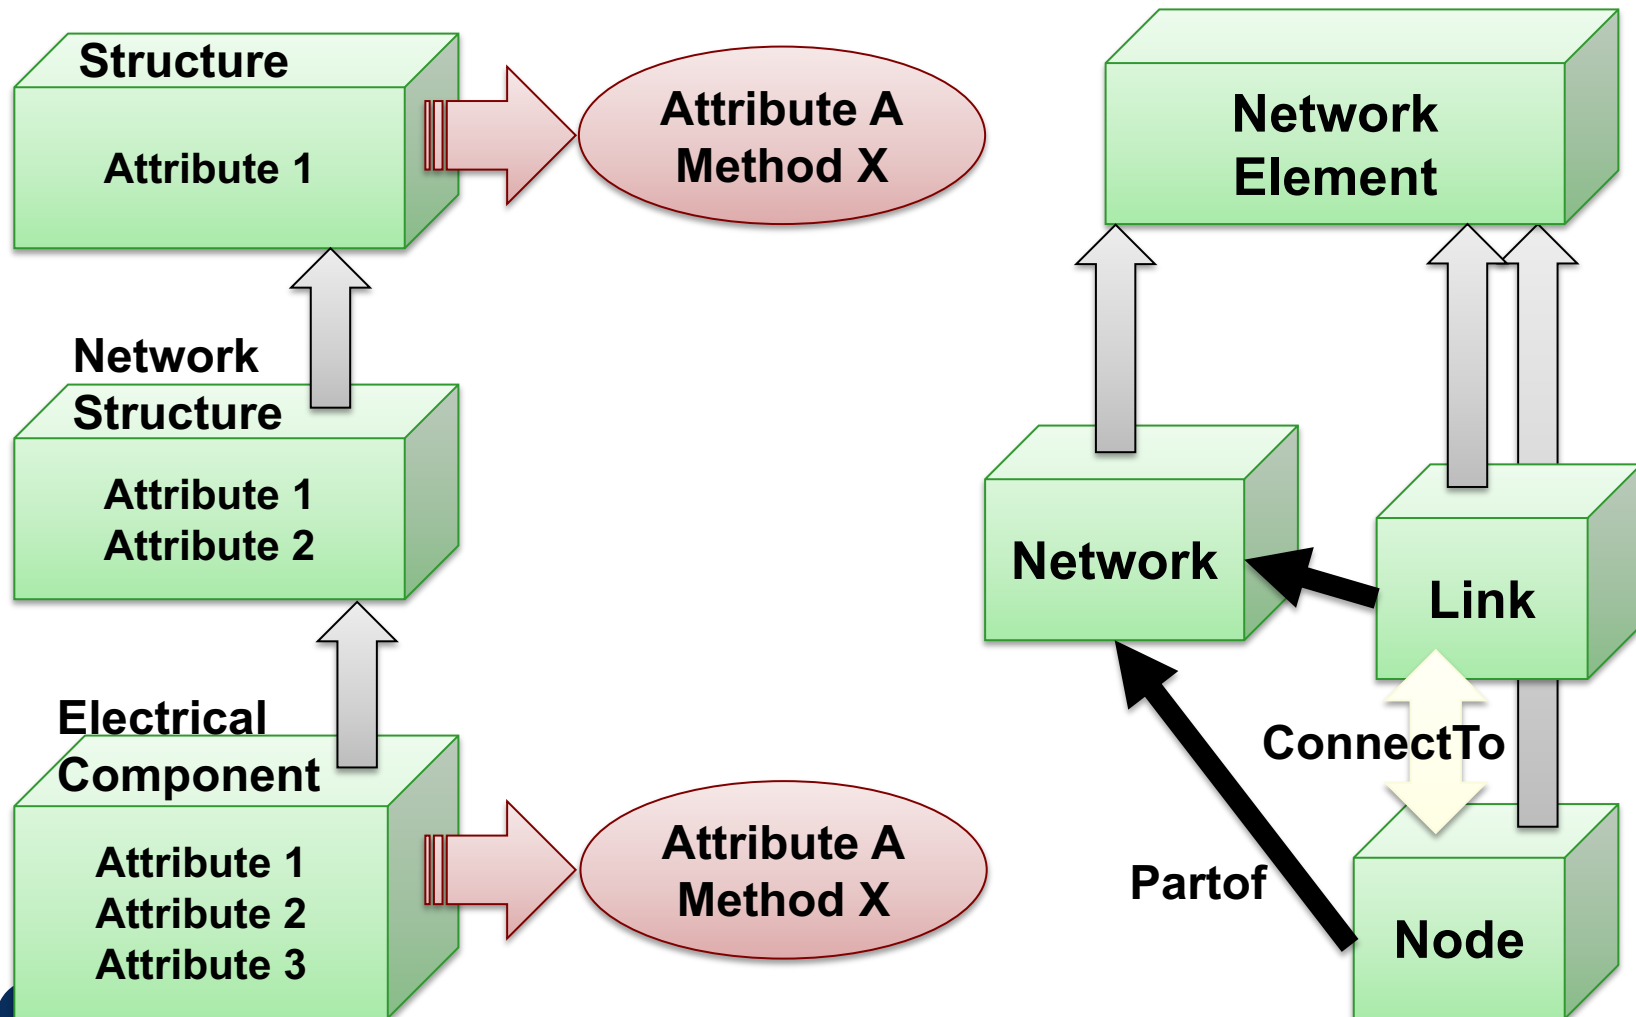 Structure
Attribute 1
Attribute A
Method X
Network
Structure
Attribute 1
Attribute 2
Electrical
Component
Attribute 1
Attribute 2
Attribute 3
Attribute A
Method X
Network
Element
Network
Link
ConnectTo
Partof
Node